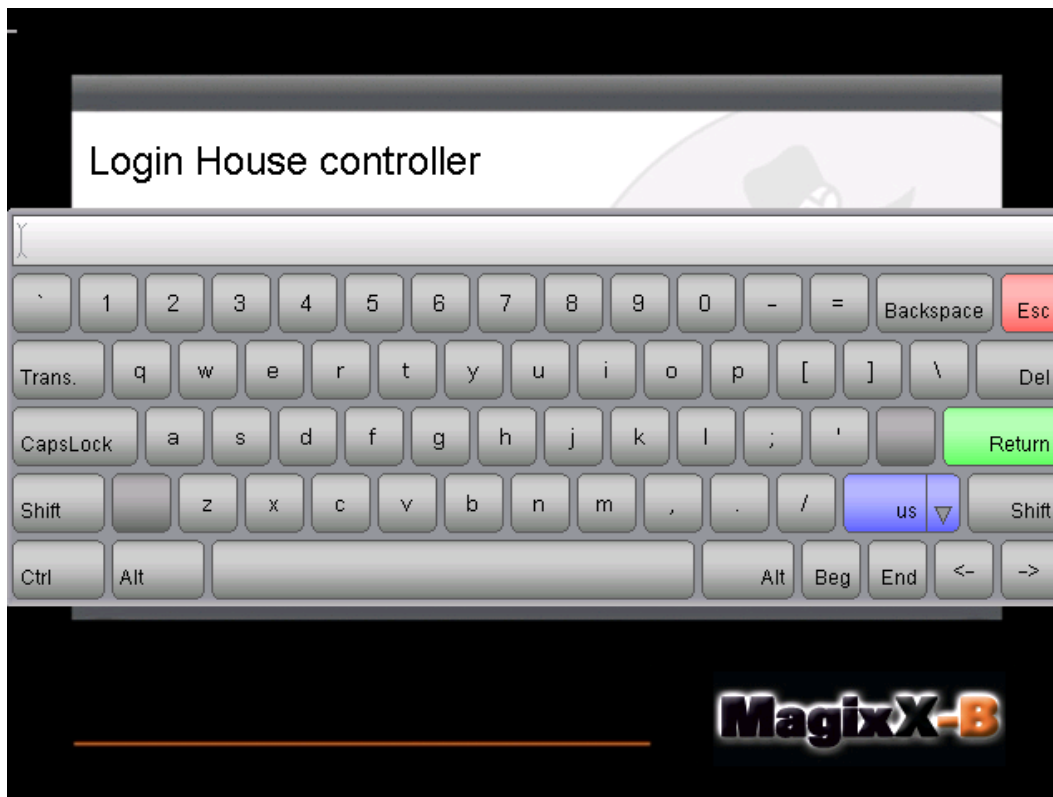 Login House controller
` 1 2 3 4 5 6 7 8 9 0 - = Backspace Esc
Trans. q w e r t y u i o p [ ] \ Del
CapsLock a s d f g h j k l ; ' Return
Shift z x c v b n m , . / us Shift
Ctrl Alt Alt Beg End <- ->
MagixX-B